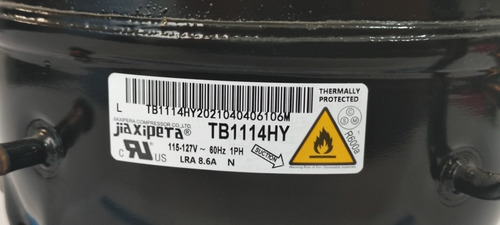 L TB1114HY2021040406106M
JIAXIPERA COMPRESSOR CO.,LTD.
jiaxipera® TB1114HY
115-127V ~ 60Hz 1PH
LRA 8.6A N
C RU® US
SUCTION
THERMALLY
PROTECTED
R600a